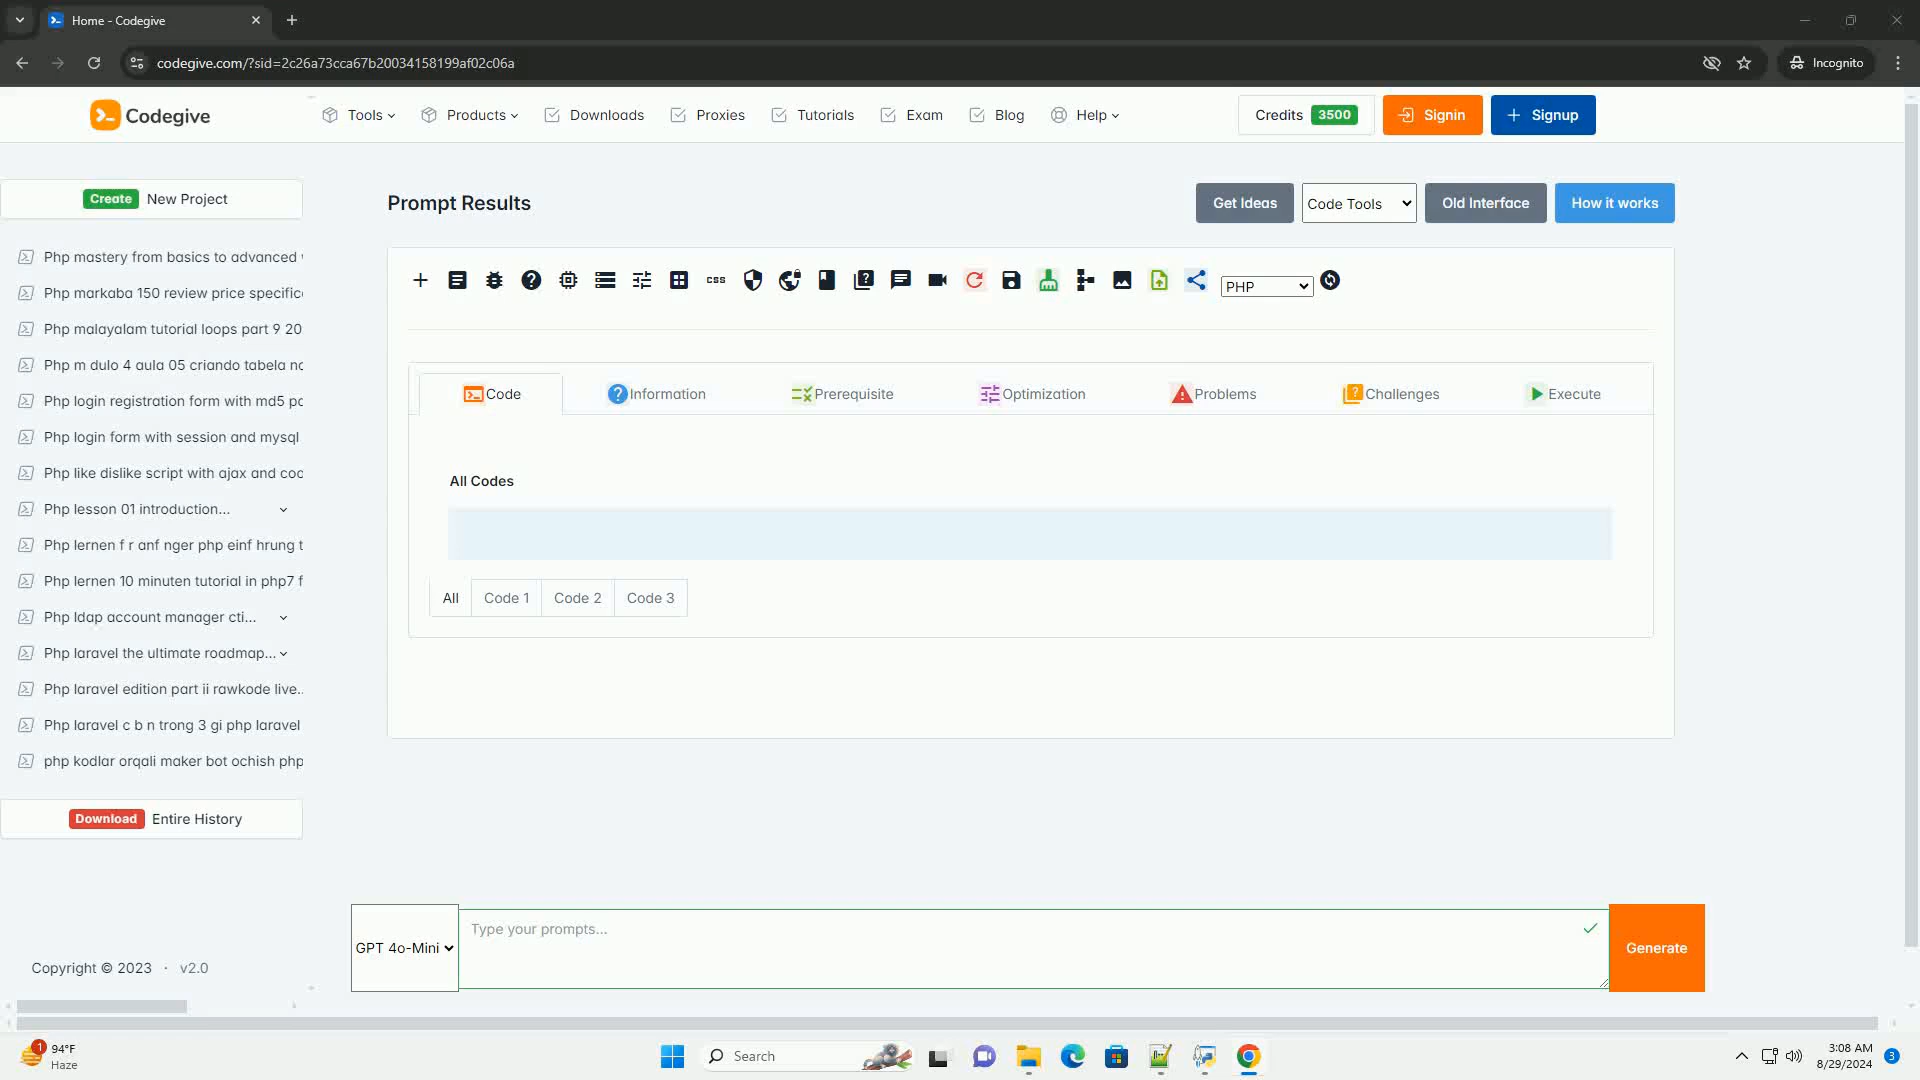 Home - Codegive
codegive.com/?sid=2c26a73cca67b20034158199af02c06a
Incognito
Codegive
Tools
Products
Downloads
Proxies
Tutorials
Exam
Blog
Help
Credits 3500
Signin
Signup
Create New Project
Php mastery from basics to advanced
Php markaba 150 review price specific
Php malayalam tutorial loops part 9 20
Php m dulo 4 aula 05 criando tabela no
Php login registration form with md5 pa
Php login form with session and mysql
Php like dislike script with ajax and coo
Php lesson 01 introduction...
Php lernen f r anf nger php einf hrung t
Php lernen 10 minuten tutorial in php7 f
Php ldap account manager cti...
Php laravel the ultimate roadmap...
Php laravel edition part ii rawkode live..
Php laravel c b n trong 3 gi php laravel
php kodlar orqali maker bot ochish php
Download Entire History
Copyright © 2023 · v2.0
Prompt Results
Get Ideas
Code Tools
Old Interface
How it works
css
PHP
Code
Information
Prerequisite
Optimization
Problems
Challenges
Execute
All Codes
All
Code 1
Code 2
Code 3
GPT 4o-Mini
Type your prompts...
Generate
1
94°F
Haze
Search
3:08 AM
8/29/2024
3